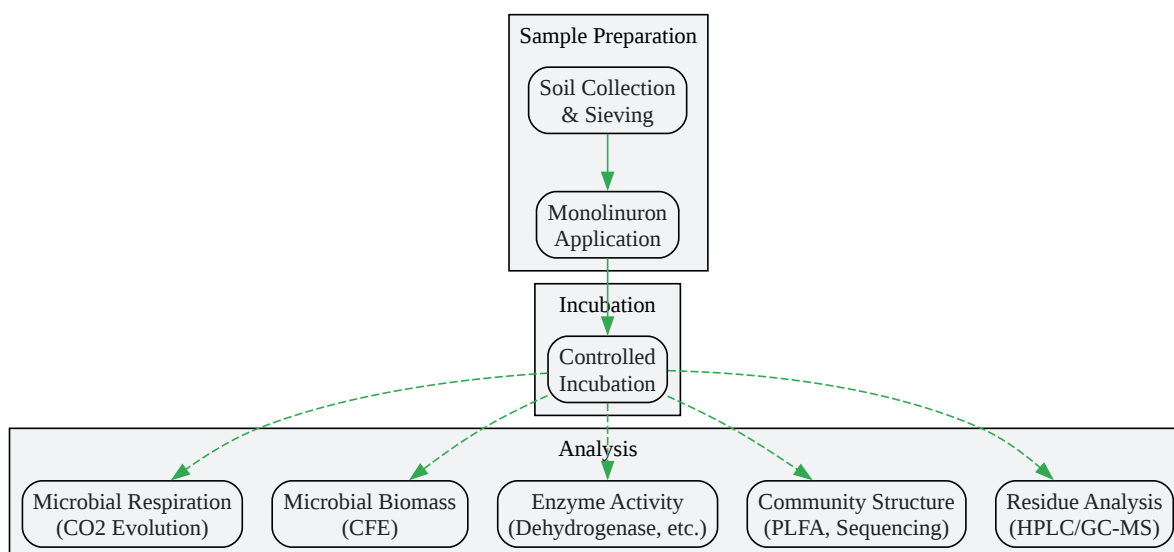 Sample Preparation
Soil Collection
& Sieving
Monolinuron
Application
Incubation
Controlled
Incubation
Analysis
Microbial Respiration
(CO2 Evolution)
Microbial Biomass
(CFE)
Enzyme Activity
(Dehydrogenase, etc.)
Community Structure
(PLFA, Sequencing)
Residue Analysis
(HPLC/GC-MS)